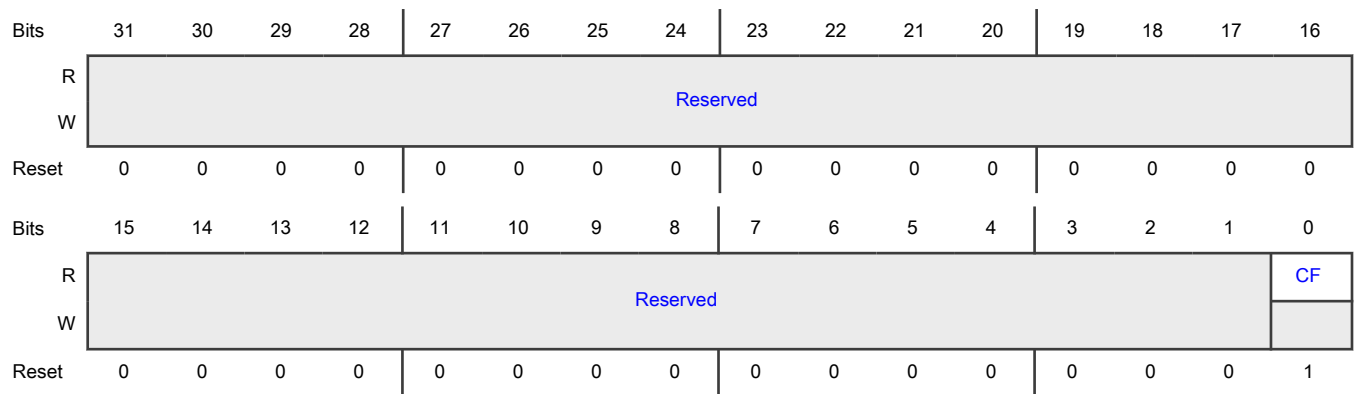 Bits 31 30 29 28 27 26 25 24 23 22 21 20 19 18 17 16
R
Reserved
W
Reset 0 0 0 0 0 0 0 0 0 0 0 0 0 0 0 0
Bits 15 14 13 12 11 10 9 8 7 6 5 4 3 2 1 0
R CF
Reserved
W
Reset 0 0 0 0 0 0 0 0 0 0 0 0 0 0 0 1